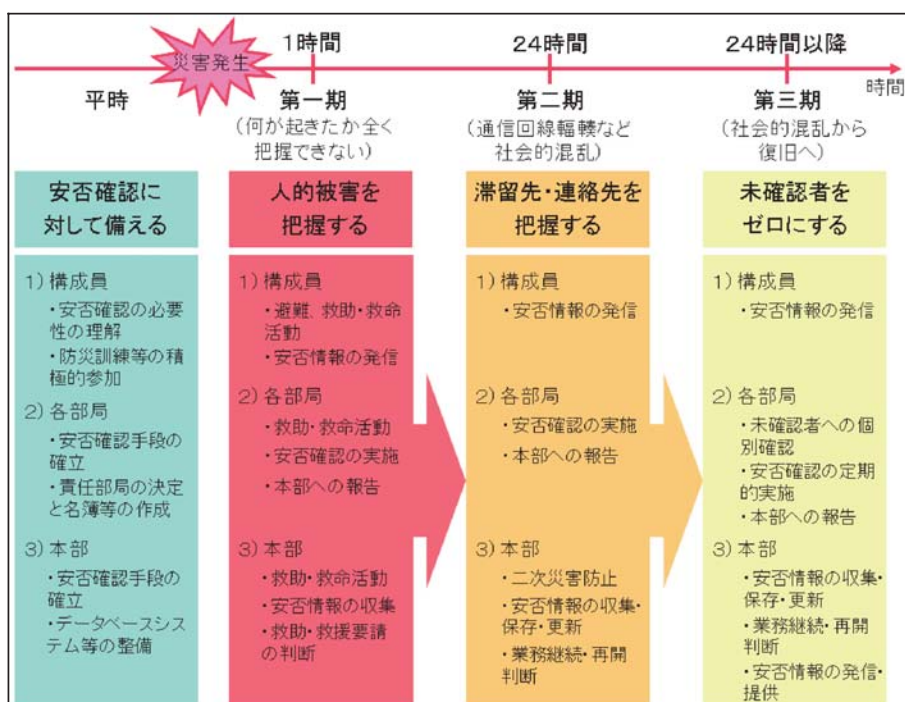 災害発生
1時間
24時間
24時間以降
時間
平時
第一期
(何が起きたか全く
把握できない)
第二期
(通信回線輻輳など
社会的混乱)
第三期
(社会的混乱から
復旧へ)
安否確認に
対して備える
1)構成員
・安否確認の必要
性の理解
・防災訓練等の積
極的参加
2)各部局
・安否確認手段の
確立
・責任部局の決定
と名簿等の作成
3)本部
・安否確認手段の
確立
・データベースシス
テム等の整備
人的被害を
把握する
1)構成員
・避難、救助・救命
活動
・安否情報の発信
2)各部局
・救助・救命活動
・安否確認の実施
・本部への報告
3)本部
・救助・救命活動
・安否情報の収集
・救助・救援要請
の判断
滞留先・連絡先を
把握する
1)構成員
・安否情報の発信
2)各部局
・安否確認の実施
・本部への報告
3)本部
・二次災害防止
・安否情報の収集・
保存・更新
・業務継続・再開
判断
未確認者を
ゼロにする
1)構成員
・安否情報の発信
2)各部局
・未確認者への個
別確認
・安否確認の定期
的実施
・本部への報告
3)本部
・安否情報の収集・
保存・更新
・業務継続・再開
判断
・安否情報の発信・
提供